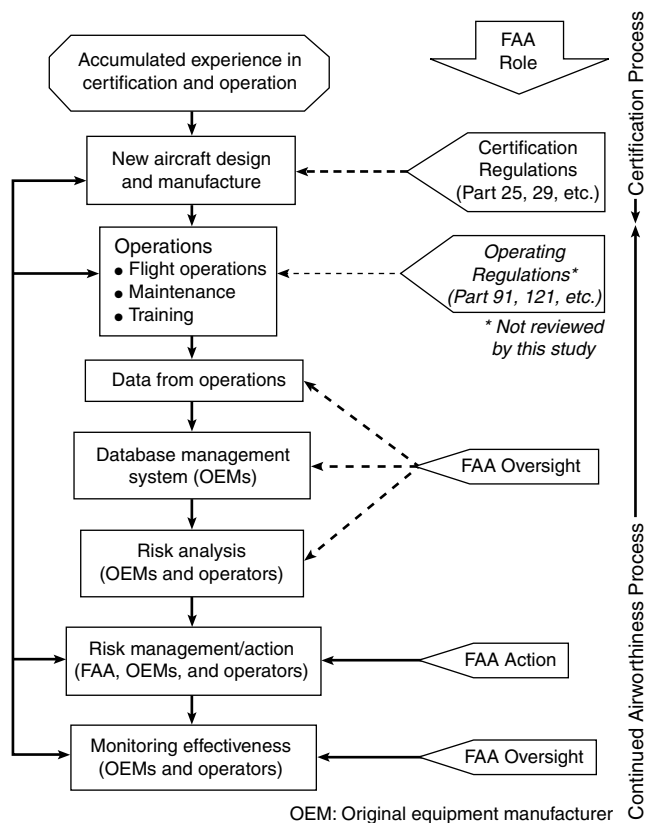 Accumulated experience in
certification and operation
FAA
Role
New aircraft design
and manufacture
Certification
Regulations
(Part 25, 29, etc.)
Certification Process
Operations
● Flight operations
● Maintenance
● Training
Operating
Regulations*
(Part 91, 121, etc.)
* Not reviewed
by this study
Data from operations
Database management
system (OEMs)
FAA Oversight
Risk analysis
(OEMs and operators)
Risk management/action
(FAA, OEMs, and operators)
FAA Action
Monitoring effectiveness
(OEMs and operators)
FAA Oversight
Continued Airworthiness Process
OEM: Original equipment manufacturer